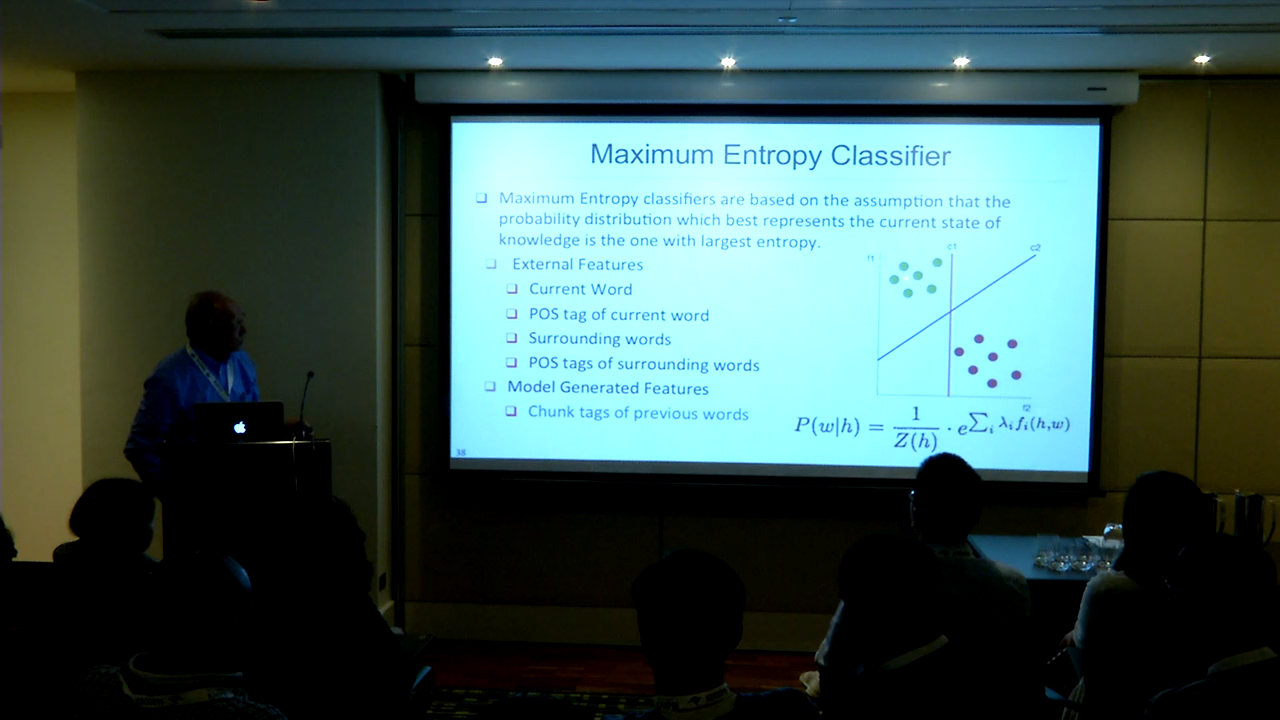 Maximum Entropy Classifier
❑ Maximum Entropy classifiers are based on the assumption that the
probability distribution which best represents the current state of
knowledge is the one with largest entropy.
❑ External Features
❑ Current Word
❑ POS tag of current word
❑ Surrounding words
❑ POS tags of surrounding words
❑ Model Generated Features
❑ Chunk tags of previous words
f1
c1
c2
f2
P(w|h) = 1/Z(h) · e^{∑_i λ_i f_i(h,w)}
38